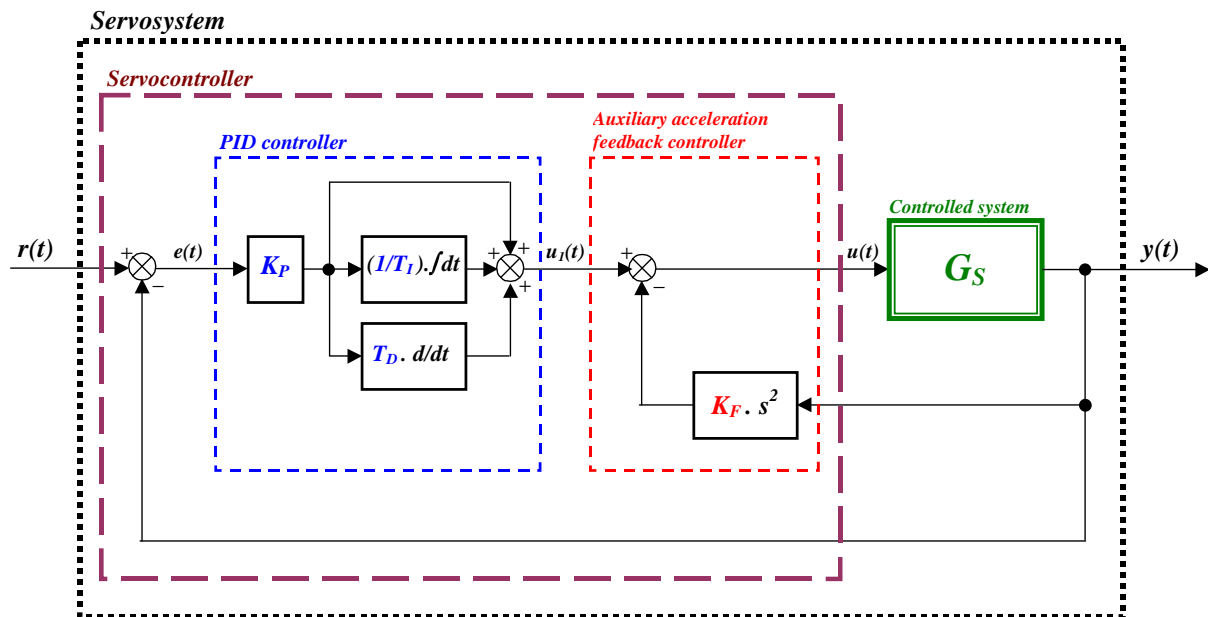 Servosystem
Servocontroller
Auxiliary acceleration
feedback controller
PID controller
Controlled system
r(t)
+
−
e(t)
K_P
(1/T_I).∫dt
T_D . d/dt
+
+
+
u_1(t)
+
−
u(t)
G_S
y(t)
K_F . s^2